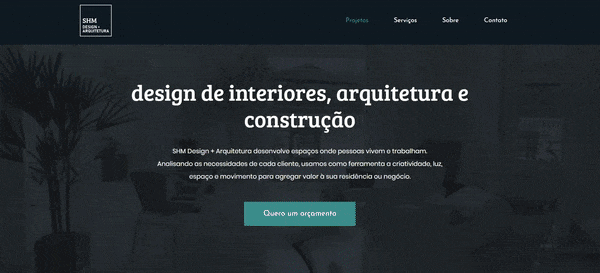 SHM
DESIGN +
ARQUITETURA
Projetos
Serviços
Sobre
Contato
design de interiores, arquitetura e
construção
SHM Design + Arquitetura desenvolve espaços onde pessoas vivem e trabalham.
Analisando as necessidades de cada cliente, usamos como ferramenta a criatividade, luz,
espaço e movimento para agregar valor à sua residência ou negócio.
Quero um orçamento